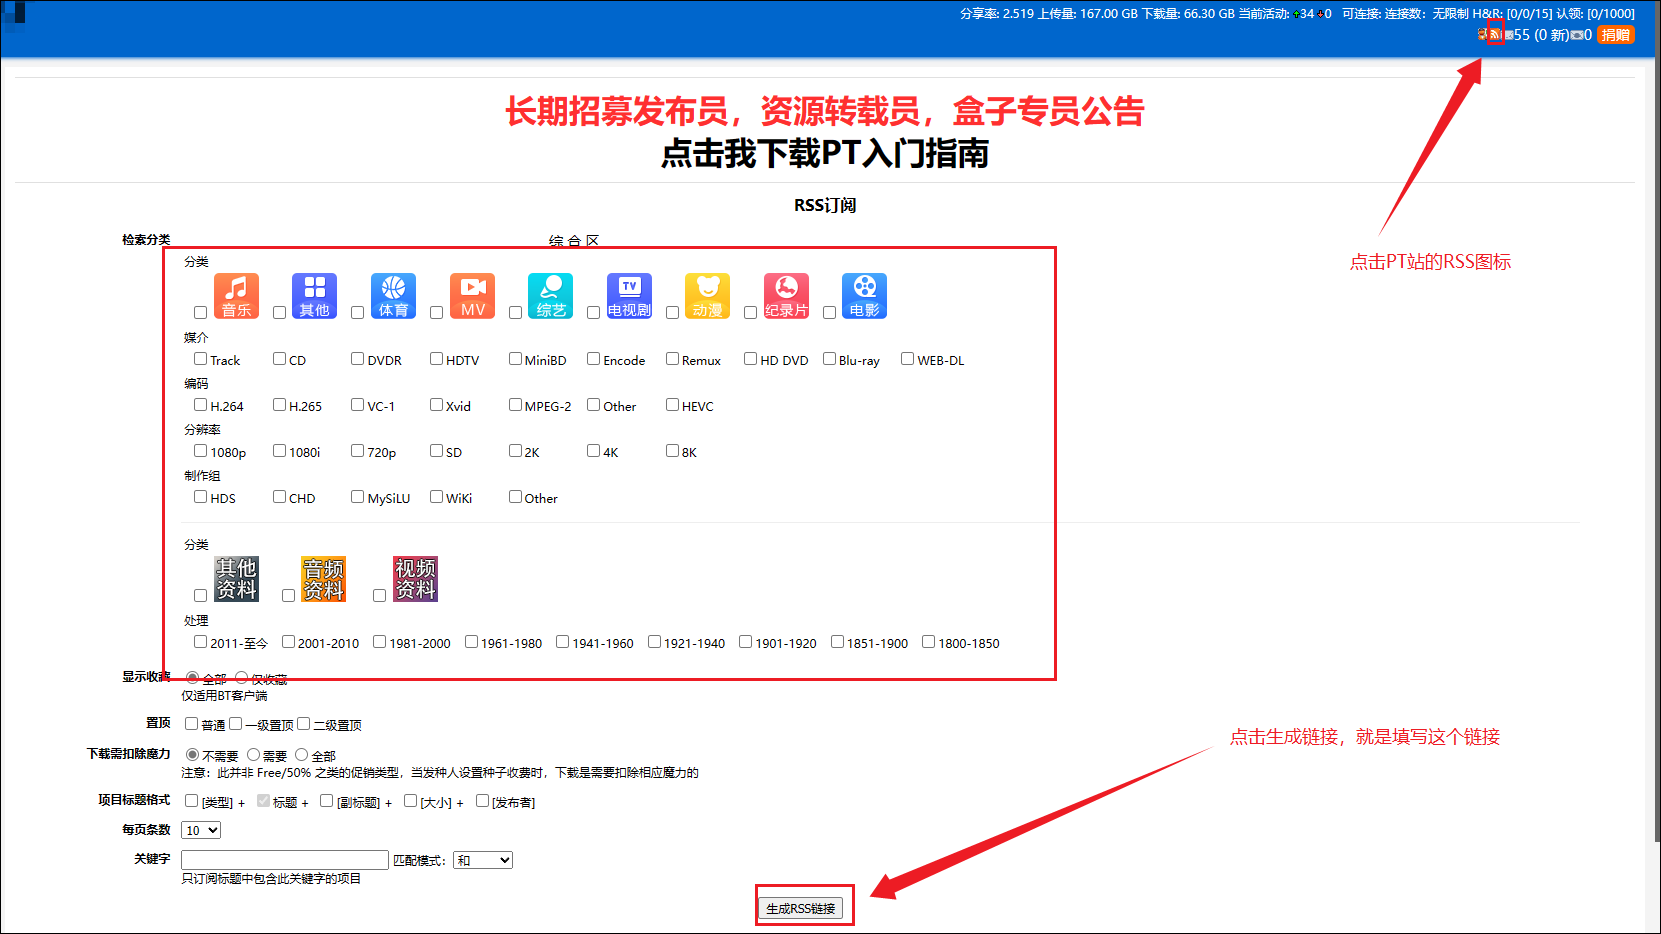 分享率: 2.519 上传量: 167.00 GB 下载量: 66.30 GB 当前活动: 34 0 可连接: 连接数: 无限制 H&R: [0/0/15] 认领: [0/1000]
55 (0 新) 0 捐赠
长期招募发布员，资源转载员，盒子专员公告
点击我下载PT入门指南
RSS订阅
点击PT站的RSS图标
检索分类
综 合 区
分类
音乐 其他 体育 MV 综艺 TV 电视剧 动漫 纪录片 电影
媒介
Track CD DVDR HDTV MiniBD Encode Remux HD DVD Blu-ray WEB-DL
编码
H.264 H.265 VC-1 Xvid MPEG-2 Other HEVC
分辨率
1080p 1080i 720p SD 2K 4K 8K
制作组
HDS CHD MySiLU WiKi Other
分类
其他资料 音频资料 视频资料
处理
2011-至今 2001-2010 1981-2000 1961-1980 1941-1960 1921-1940 1901-1920 1851-1900 1800-1850
显示收藏 全部 仅收藏
仅适用BT客户端
置顶 普通 一级置顶 二级置顶
点击生成链接，就是填写这个链接
下载需扣除魔力 不需要 需要 全部
注意：此并非 Free/50% 之类的促销类型，当发种人设置种子收费时，下载是需要扣除相应魔力的
项目标题格式 [类型] + 标题 + [副标题] + [大小] + [发布者]
每页条数 10
关键字 匹配模式： 和
只订阅标题中包含此关键字的项目
生成RSS链接